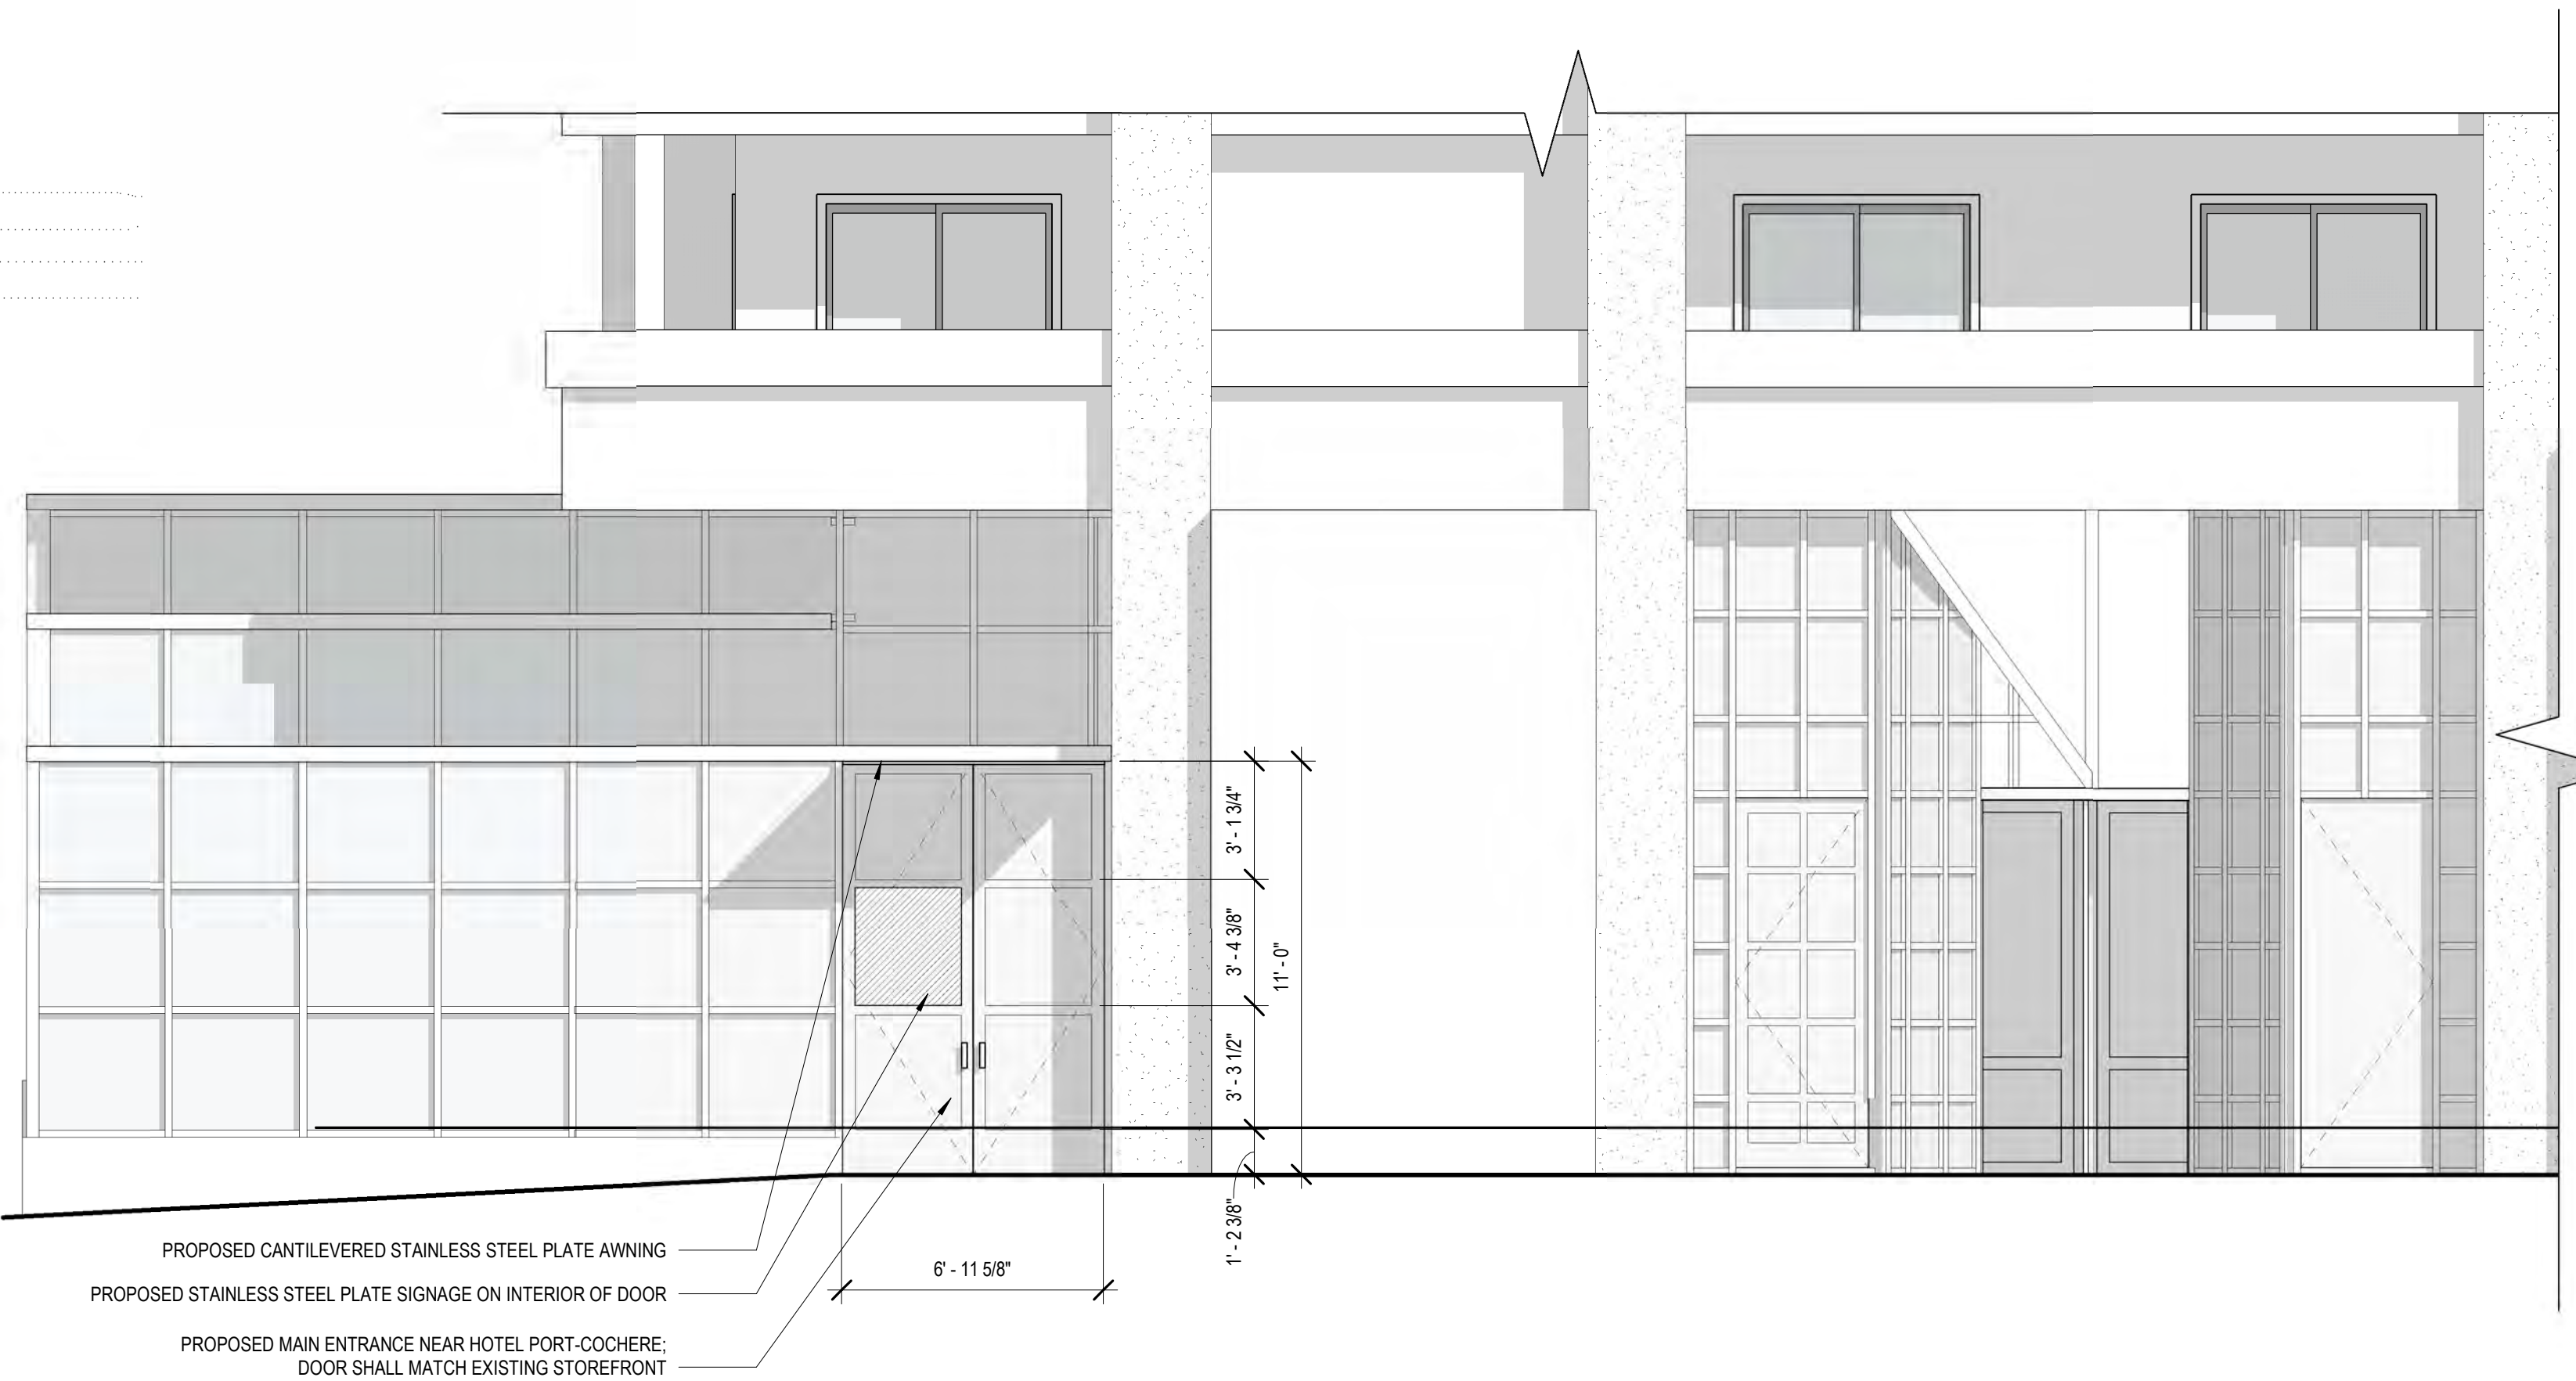 3' - 1 3/4"
3' - 4 3/8"
11' - 0"
3' - 3 1/2"
1' - 2 3/8"
6' - 11 5/8"
PROPOSED CANTILEVERED STAINLESS STEEL PLATE AWNING
PROPOSED STAINLESS STEEL PLATE SIGNAGE ON INTERIOR OF DOOR
PROPOSED MAIN ENTRANCE NEAR HOTEL PORT-COCHERE;
DOOR SHALL MATCH EXISTING STOREFRONT